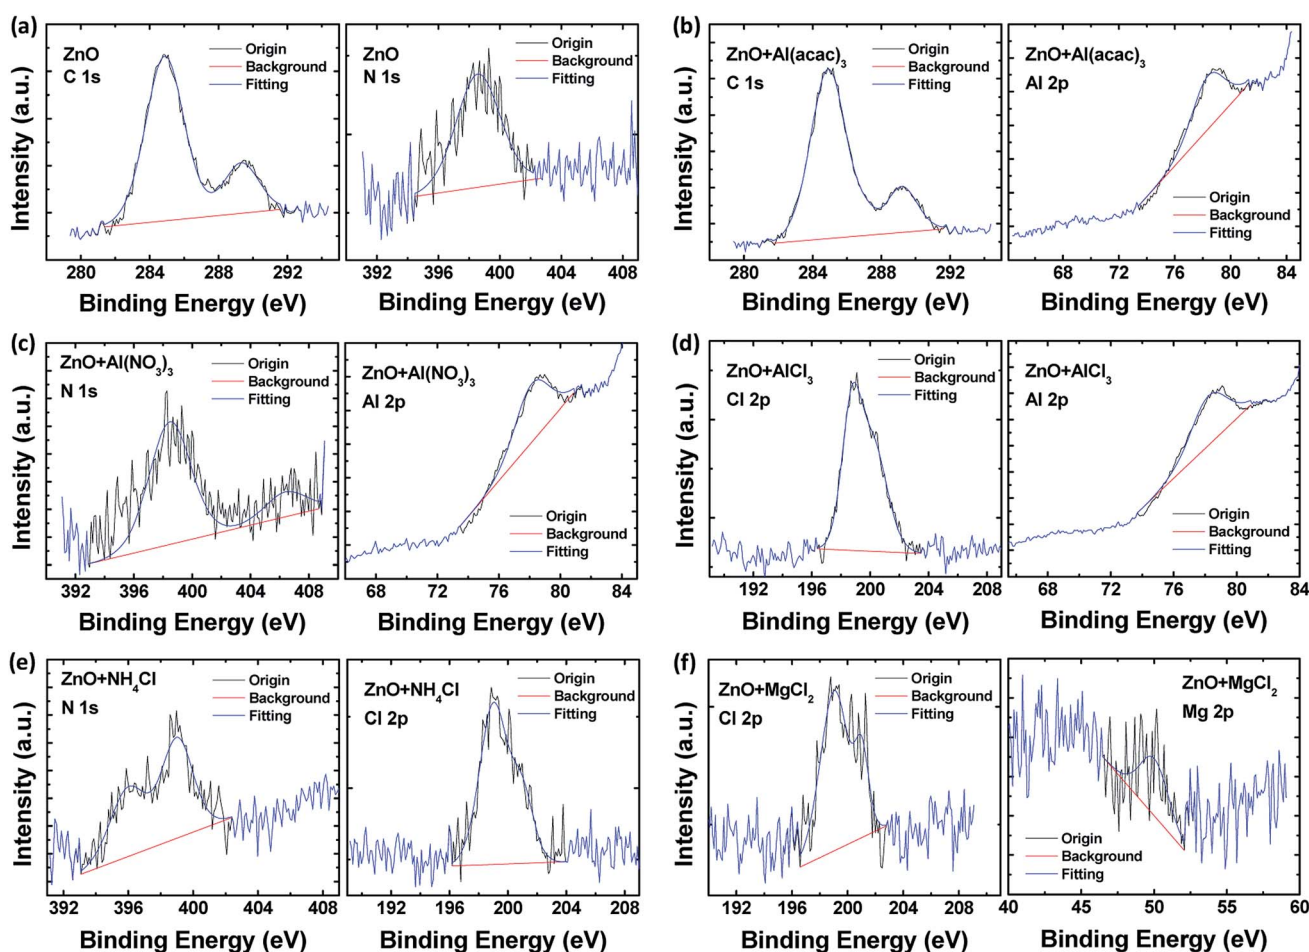 (a)
ZnO
C 1s
Origin
Background
Fitting
Intensity (a.u.)
280 284 288 292
Binding Energy (eV)
ZnO
N 1s
Origin
Background
Fitting
392 396 400 404 408
Binding Energy (eV)
(b)
ZnO+Al(acac)3
C 1s
Origin
Background
Fitting
Intensity (a.u.)
280 284 288 292
Binding Energy (eV)
ZnO+Al(acac)3
Al 2p
Origin
Background
Fitting
68 72 76 80 84
Binding Energy (eV)
(c)
ZnO+Al(NO3)3
N 1s
Origin
Background
Fitting
Intensity (a.u.)
392 396 400 404 408
Binding Energy (eV)
ZnO+Al(NO3)3
Al 2p
Origin
Background
Fitting
68 72 76 80 84
Binding Energy (eV)
(d)
ZnO+AlCl3
Cl 2p
Origin
Background
Fitting
Intensity (a.u.)
192 196 200 204 208
Binding Energy (eV)
ZnO+AlCl3
Al 2p
Origin
Background
Fitting
68 72 76 80 84
Binding Energy (eV)
(e)
ZnO+NH4Cl
N 1s
Origin
Background
Fitting
Intensity (a.u.)
392 396 400 404 408
Binding Energy (eV)
ZnO+NH4Cl
Cl 2p
Origin
Background
Fitting
192 196 200 204 208
Binding Energy (eV)
(f)
ZnO+MgCl2
Cl 2p
Origin
Background
Fitting
Intensity (a.u.)
192 196 200 204 208
Binding Energy (eV)
ZnO+MgCl2
Mg 2p
Origin
Background
Fitting
40 45 50 55 60
Binding Energy (eV)